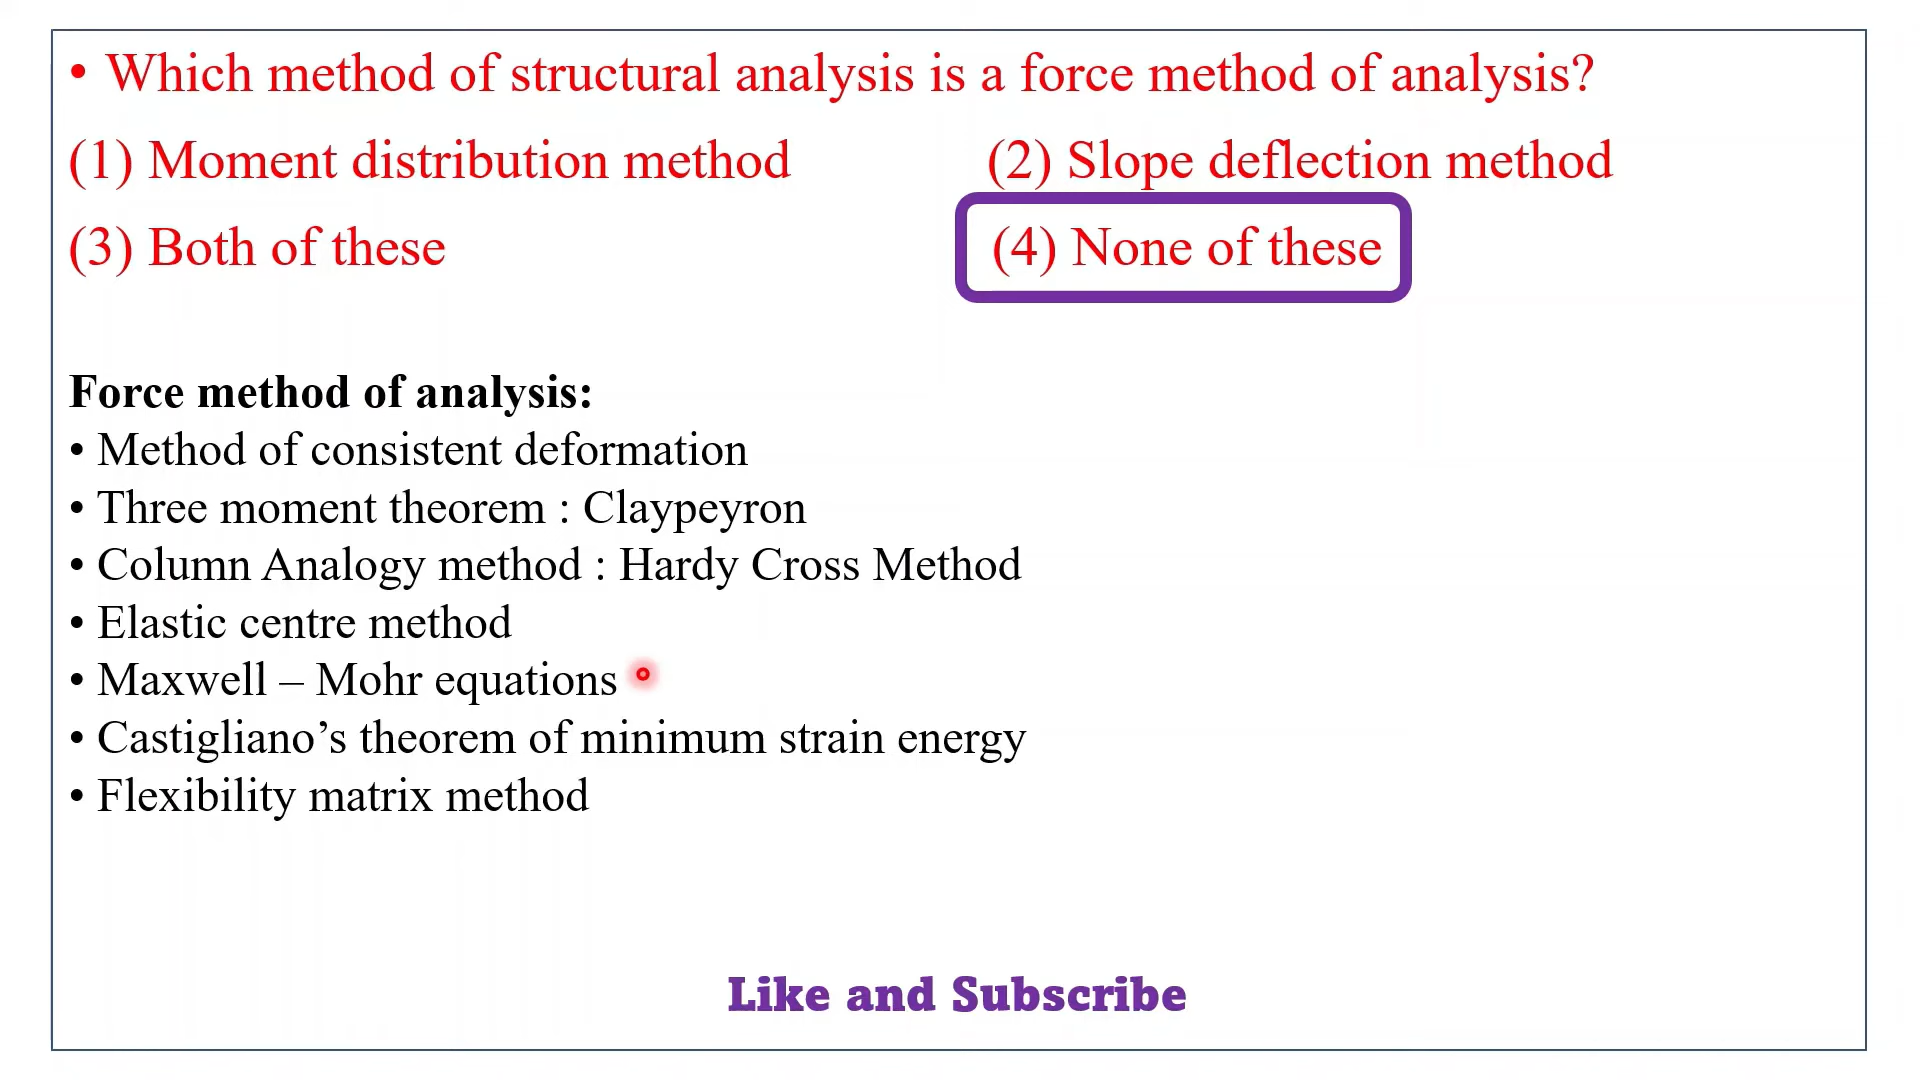 • Which method of structural analysis is a force method of analysis?
(1) Moment distribution method (2) Slope deflection method
(3) Both of these (4) None of these
Force method of analysis:
• Method of consistent deformation
• Three moment theorem : Claypeyron
• Column Analogy method : Hardy Cross Method
• Elastic centre method
• Maxwell – Mohr equations
• Castigliano’s theorem of minimum strain energy
• Flexibility matrix method
Like and Subscribe